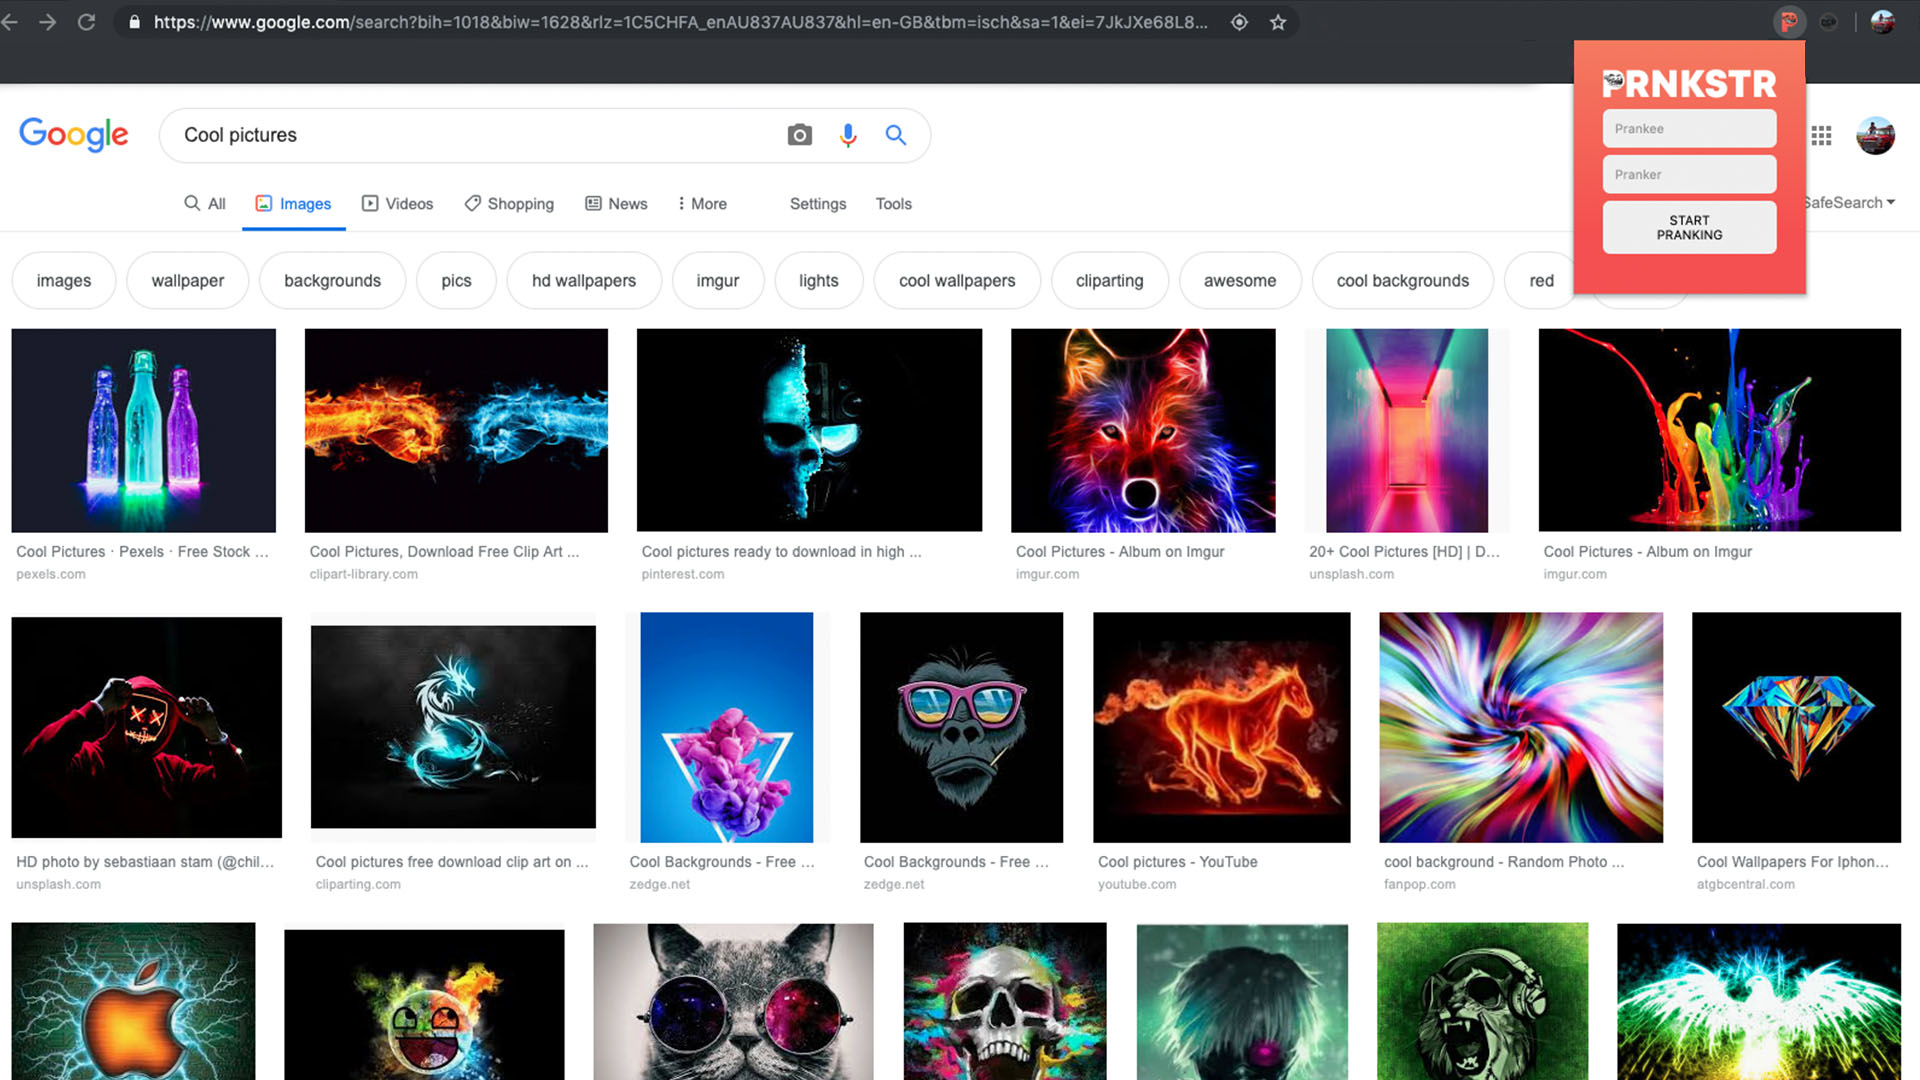 https://www.google.com/search?bih=1018&biw=1628&rlz=1C5CHFA_enAU837AU837&hl=en-GB&tbm=isch&sa=1&ei=7JkJXe68L8...
PRNKSTR
Prankee
Pranker
START
PRANKING
Google
Cool pictures
All
Images
Videos
Shopping
News
More
Settings
Tools
SafeSearch
images
wallpaper
backgrounds
pics
hd wallpapers
imgur
lights
cool wallpapers
cliparting
awesome
cool backgrounds
red
Cool Pictures · Pexels · Free Stock ...
pexels.com
Cool Pictures, Download Free Clip Art ...
clipart-library.com
Cool pictures ready to download in high ...
pinterest.com
Cool Pictures - Album on Imgur
imgur.com
20+ Cool Pictures [HD] | D...
unsplash.com
Cool Pictures - Album on Imgur
imgur.com
HD photo by sebastiaan stam (@chil...
unsplash.com
Cool pictures free download clip art on ...
cliparting.com
Cool Backgrounds - Free ...
zedge.net
Cool Backgrounds - Free ...
zedge.net
Cool pictures - YouTube
youtube.com
cool background - Random Photo ...
fanpop.com
Cool Wallpapers For Iphon...
atgbcentral.com